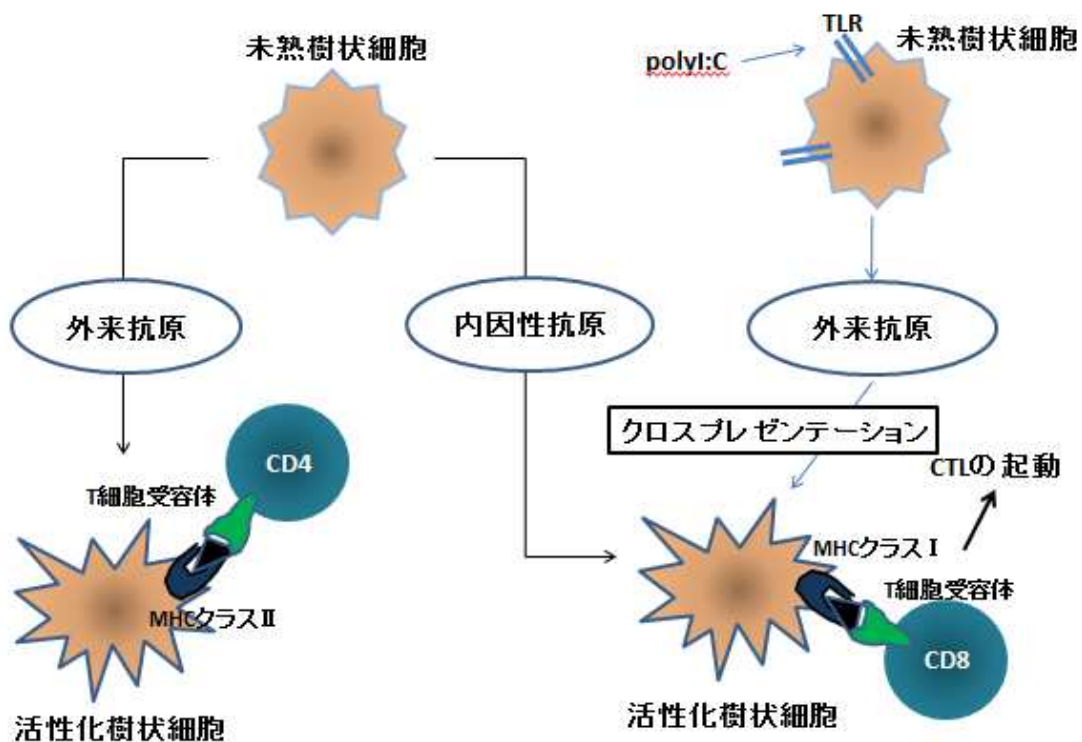 未熟樹状細胞
TLR
未熟樹状細胞
polyI:C
外来抗原
内因性抗原
外来抗原
クロスプレゼンテーション
CTLの起動
CD4
T細胞受容体
MHCクラスⅡ
活性化樹状細胞
MHCクラスⅠ
T細胞受容体
CD8
活性化樹状細胞